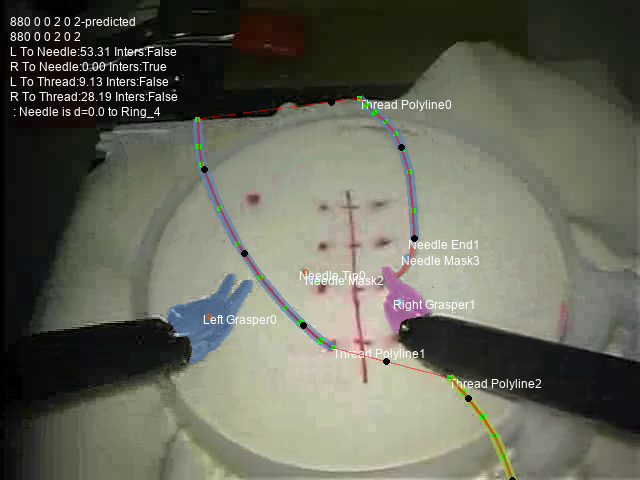 880 0 0 2 0 2-predicted
880 0 0 2 0 2
L To Needle:53.31 Inters:False
R To Needle:0.00 Inters:True
L To Thread:9.13 Inters:False
R To Thread:28.19 Inters:False
: Needle is d=0.0 to Ring_4
Thread Polyline0
Needle End1
Needle Mask3
Needle Tip0
Needle Mask2
Right Grasper1
Left Grasper0
Thread Polyline1
Thread Polyline2